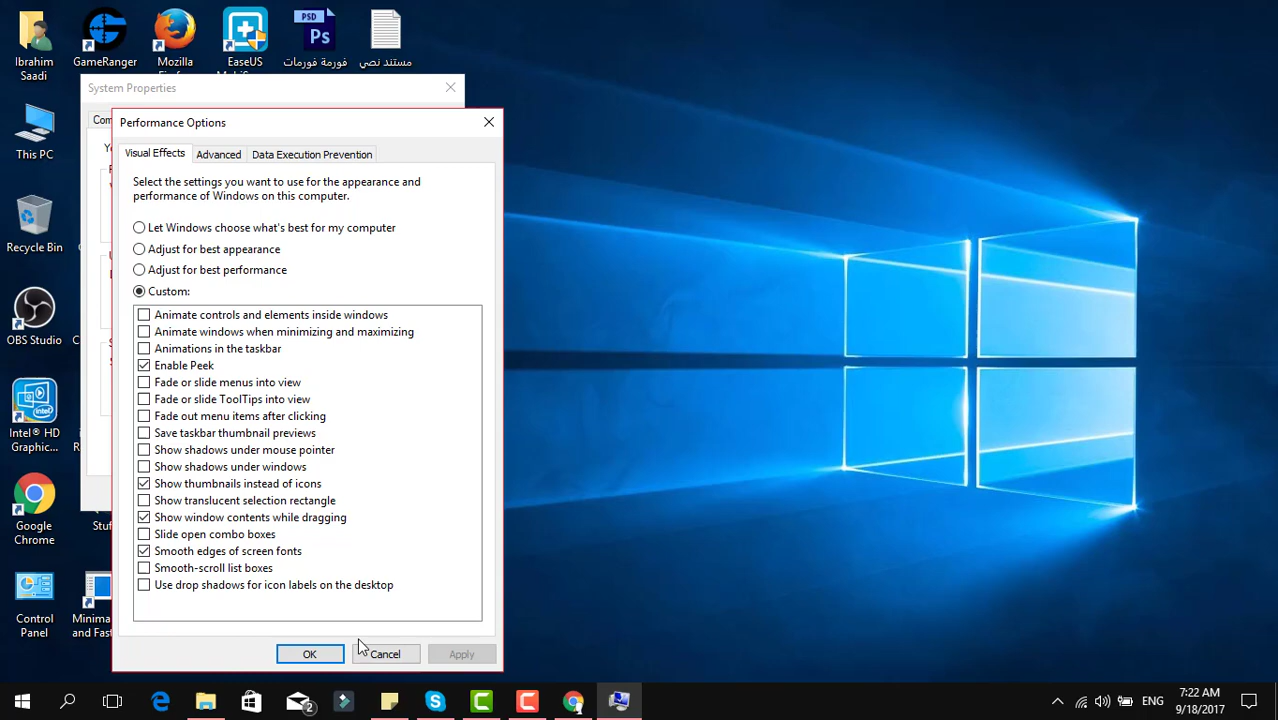 Ibrahim
Saadi
GameRanger
Mozilla
PSD
Ps
EaseUS
فورمة فورمات
مستند نصي
This PC
Recycle Bin
OBS Studio
intel
Intel® HD
Graphic...
Google
Chrome
Control
Panel
Minima
and Fast
Stuf
System Properties
Com
Performance Options
Visual Effects
Advanced
Data Execution Prevention
Select the settings you want to use for the appearance and
performance of Windows on this computer.
Let Windows choose what's best for my computer
Adjust for best appearance
Adjust for best performance
Custom:
Animate controls and elements inside windows
Animate windows when minimizing and maximizing
Animations in the taskbar
Enable Peek
Fade or slide menus into view
Fade or slide ToolTips into view
Fade out menu items after clicking
Save taskbar thumbnail previews
Show shadows under mouse pointer
Show shadows under windows
Show thumbnails instead of icons
Show translucent selection rectangle
Show window contents while dragging
Slide open combo boxes
Smooth edges of screen fonts
Smooth-scroll list boxes
Use drop shadows for icon labels on the desktop
OK
Cancel
Apply
2
ENG
7:22 AM
9/18/2017